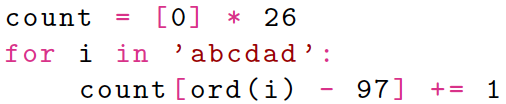 count = [0] * 26
for i in ’abcdad’:
    count[ord(i) - 97] += 1